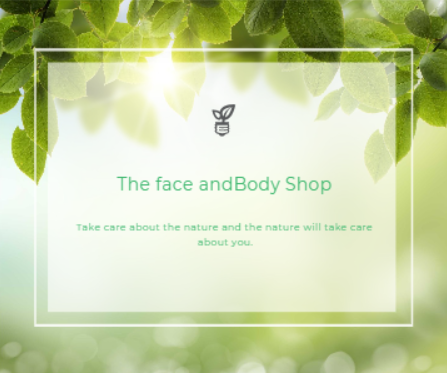 The face andBody Shop
Take care about the nature and the nature will take care
about you.